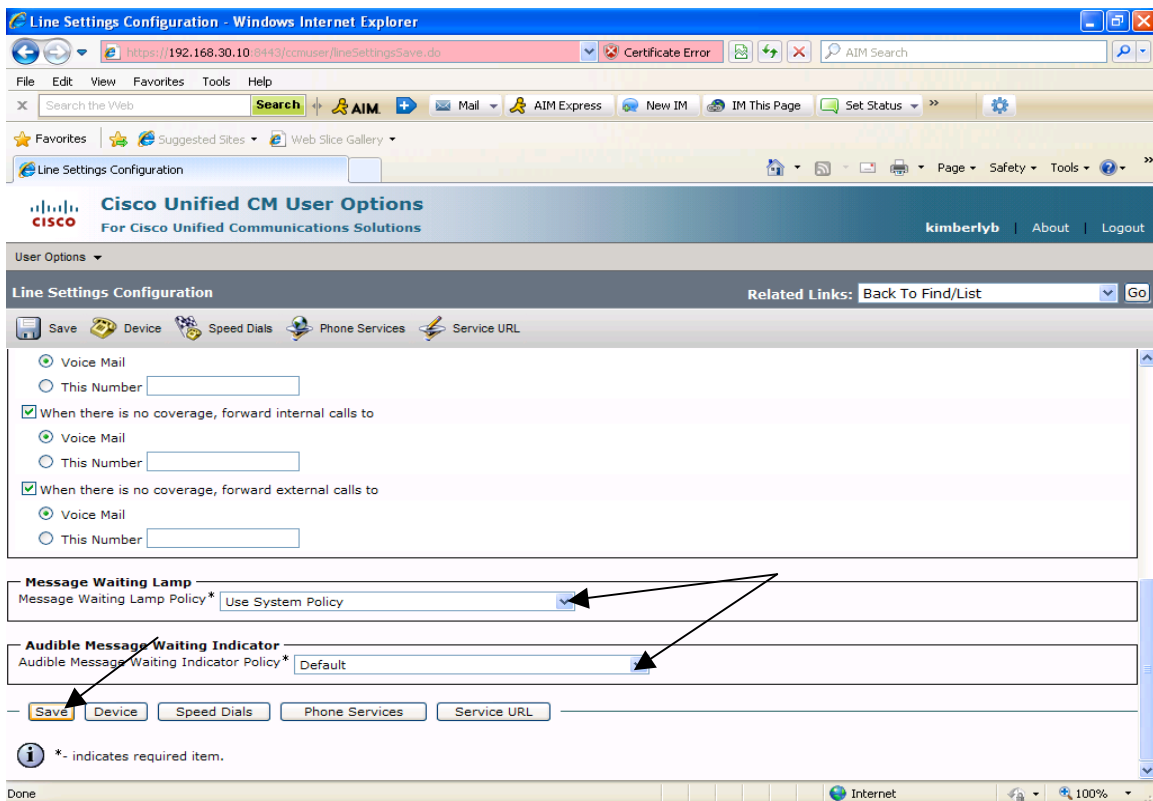 Line Settings Configuration - Windows Internet Explorer
https://192.168.30.10:8443/ccmuser/lineSettingsSave.do Certificate Error AIM Search
File Edit View Favorites Tools Help
x Search the Web Search AIM. Mail AIM Express New IM IM This Page Set Status »
Favorites Suggested Sites Web Slice Gallery
Line Settings Configuration Page Safety Tools »
CISCO Cisco Unified CM User Options
For Cisco Unified Communications Solutions kimberlyb | About | Logout
User Options
Line Settings Configuration Related Links: Back To Find/List Go
Save Device Speed Dials Phone Services Service URL
Voice Mail
This Number
When there is no coverage, forward internal calls to
Voice Mail
This Number
When there is no coverage, forward external calls to
Voice Mail
This Number
Message Waiting Lamp
Message Waiting Lamp Policy* Use System Policy
Audible Message Waiting Indicator
Audible Message Waiting Indicator Policy* Default
Save Device Speed Dials Phone Services Service URL
i *- indicates required item.
Done Internet 100%